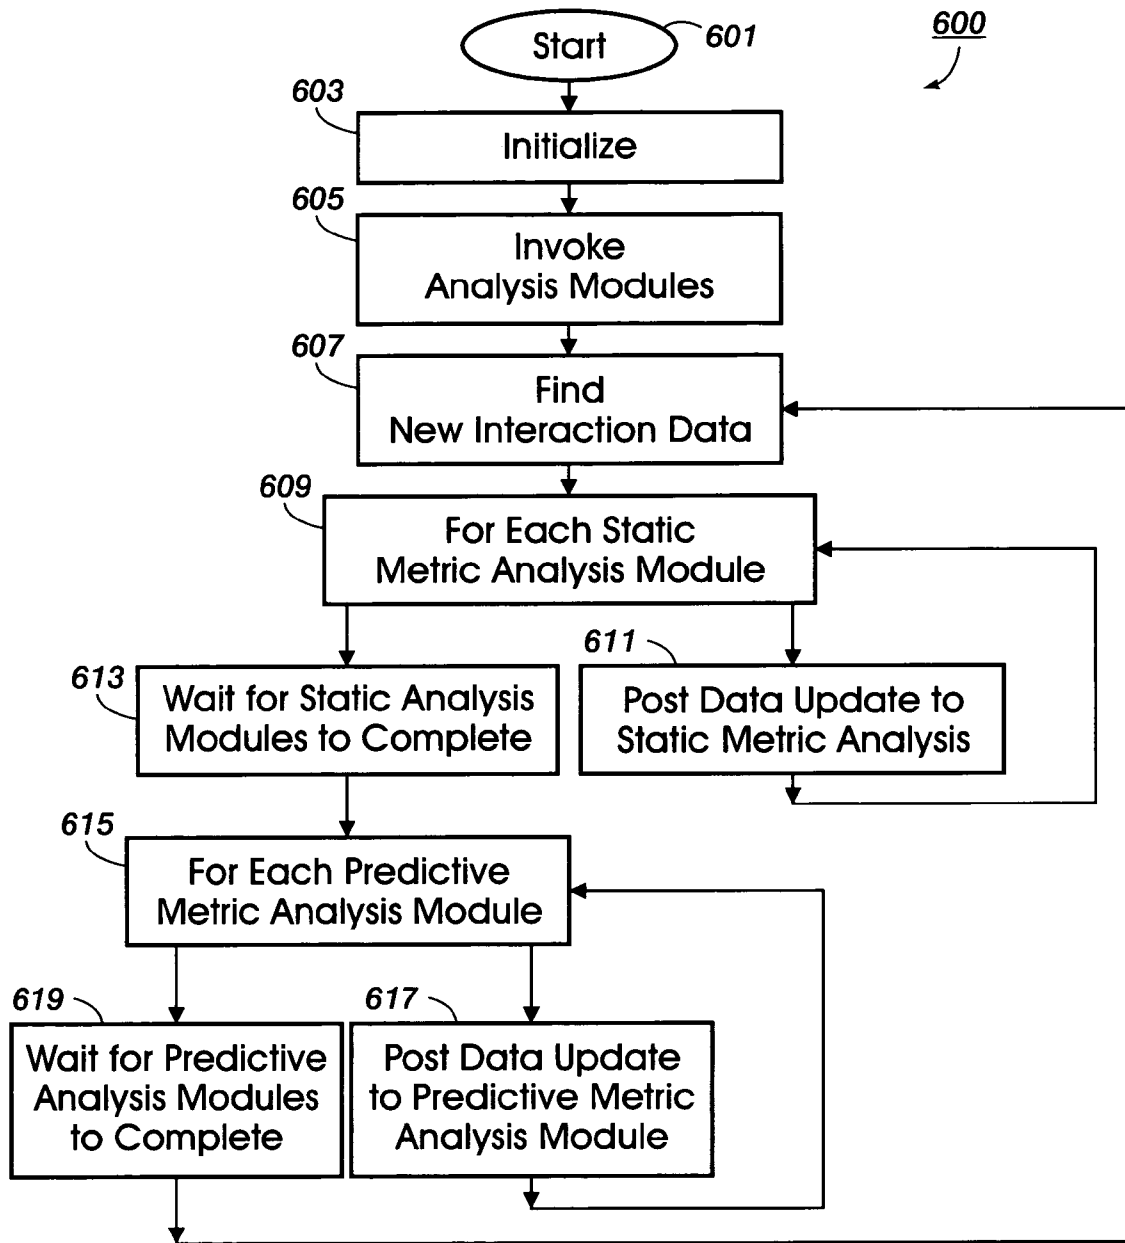 Start
601
600
603
Initialize
605
Invoke
Analysis Modules
607
Find
New Interaction Data
609
For Each Static
Metric Analysis Module
611
Post Data Update to
Static Metric Analysis
613
Wait for Static Analysis
Modules to Complete
615
For Each Predictive
Metric Analysis Module
619
Wait for Predictive
Analysis Modules
to Complete
617
Post Data Update
to Predictive Metric
Analysis Module